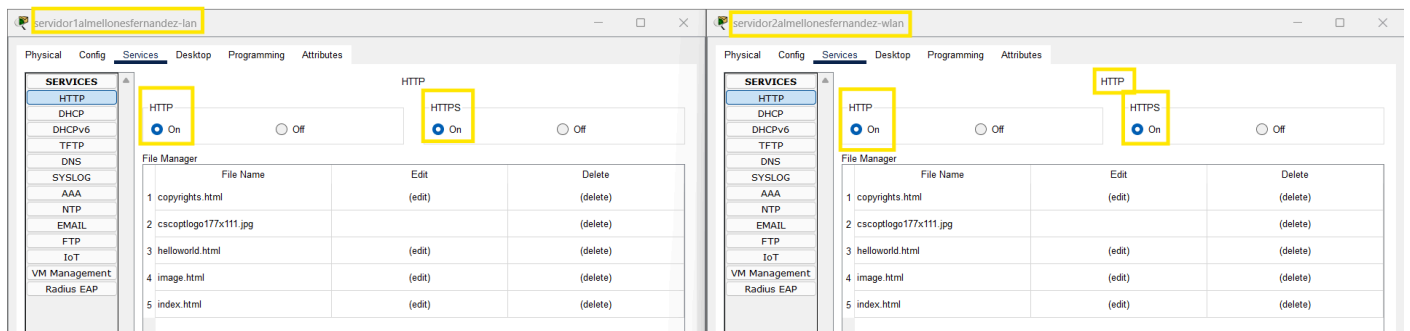 servidor1almellonesfernandez-lan
Physical Config Services Desktop Programming Attributes
SERVICES
HTTP
DHCP
DHCPv6
TFTP
DNS
SYSLOG
AAA
NTP
EMAIL
FTP
IoT
VM Management
Radius EAP
HTTP
HTTP
On Off
HTTPS
On Off
File Manager
File Name Edit Delete
1 copyrights.html (edit) (delete)
2 cscoptlogo177x111.jpg (delete)
3 helloworld.html (edit) (delete)
4 image.html (edit) (delete)
5 index.html (edit) (delete)
servidor2almellonesfernandez-wlan
Physical Config Services Desktop Programming Attributes
SERVICES
HTTP
DHCP
DHCPv6
TFTP
DNS
SYSLOG
AAA
NTP
EMAIL
FTP
IoT
VM Management
Radius EAP
HTTP
HTTP
On Off
HTTPS
On Off
File Manager
File Name Edit Delete
1 copyrights.html (edit) (delete)
2 cscoptlogo177x111.jpg (delete)
3 helloworld.html (edit) (delete)
4 image.html (edit) (delete)
5 index.html (edit) (delete)